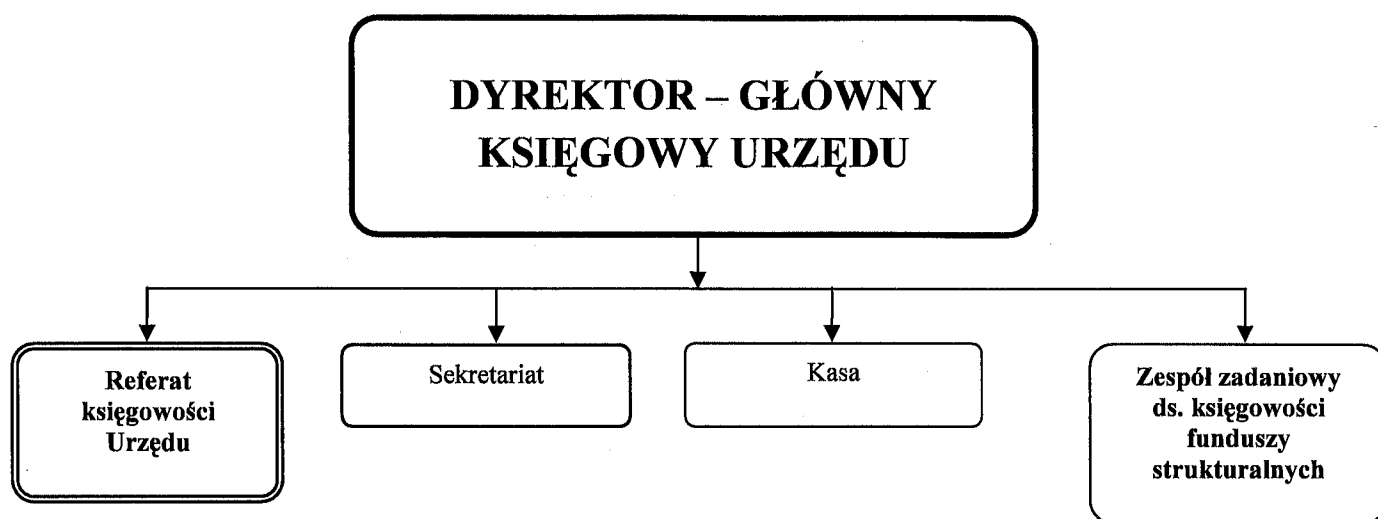 DYREKTOR – GŁÓWNY
KSIĘGOWY URZĘDU
Referat
księgowości
Urzędu
Sekretariat
Kasa
Zespół zadaniowy
ds. księgowości
funduszy
strukturalnych